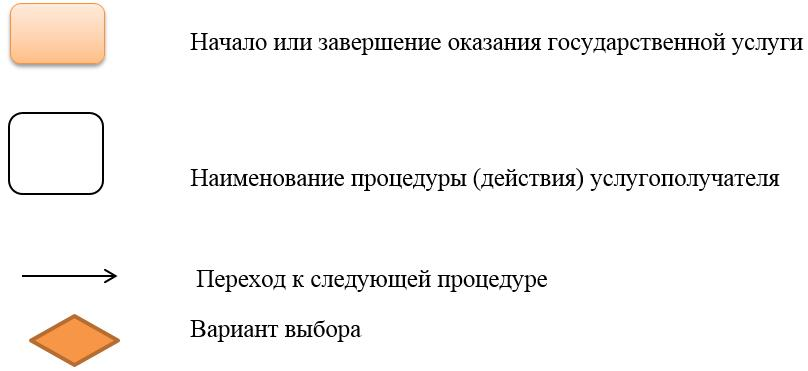 Начало или завершение оказания государственной услуги
Наименование процедуры (действия) услугополучателя
Переход к следующей процедуре
Вариант выбора